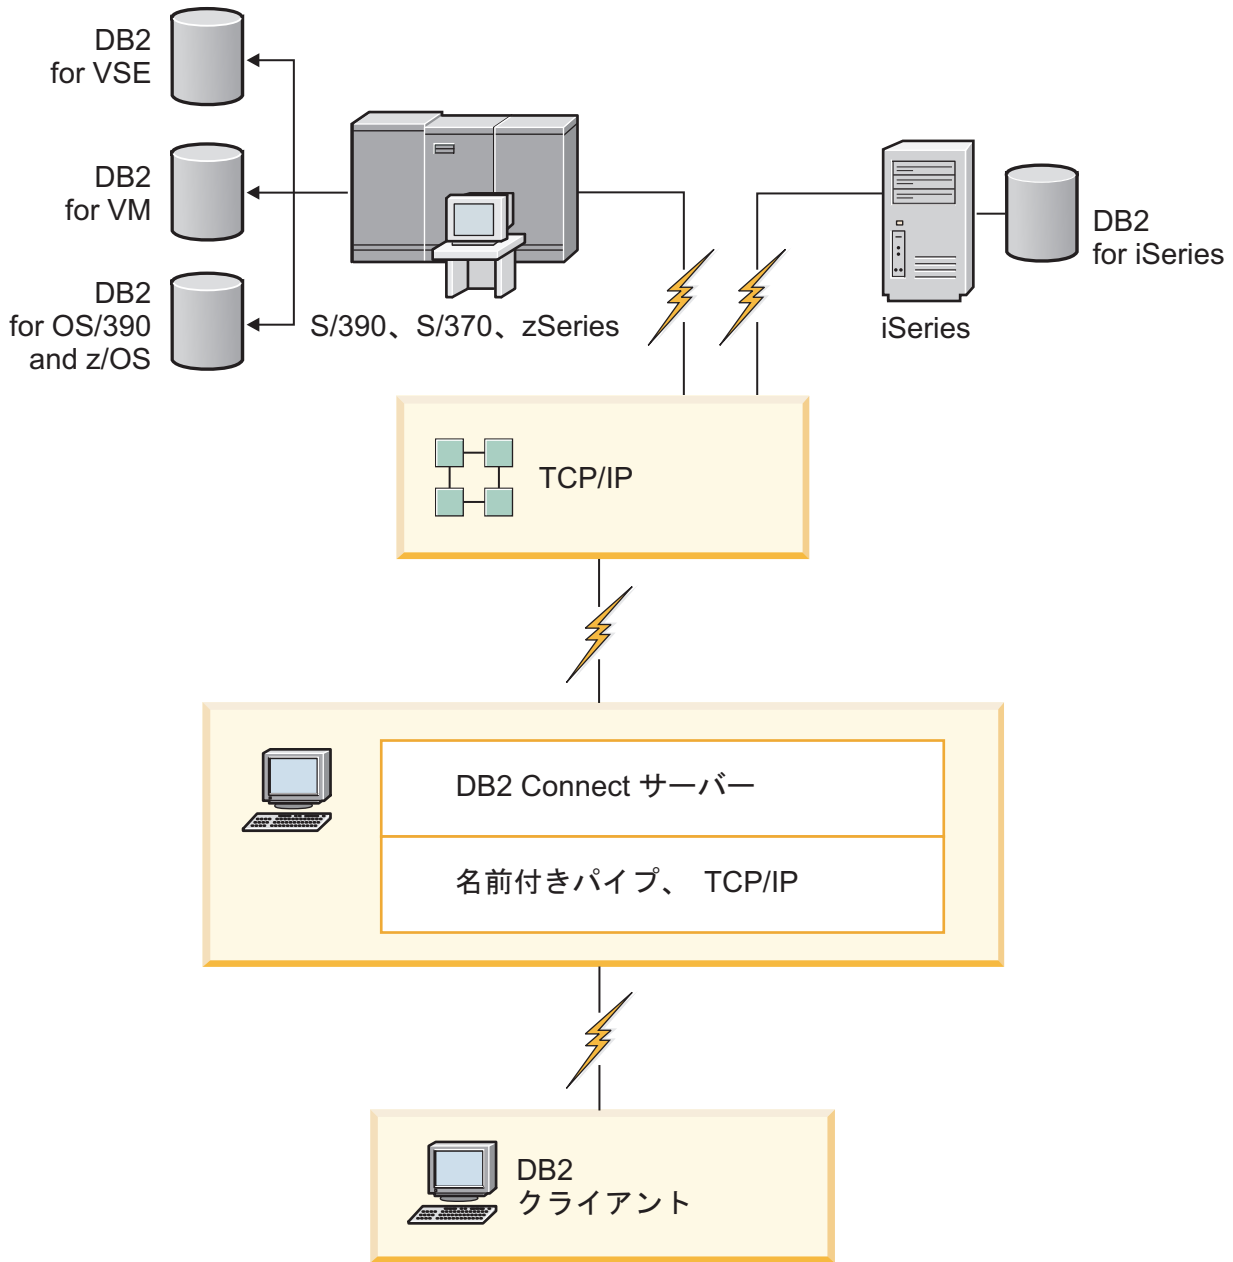 DB2
for VSE
DB2
for VM
DB2
for OS/390
and z/OS
S/390、S/370、zSeries
iSeries
DB2
for iSeries
TCP/IP
DB2 Connect サーバー
名前付きパイプ、 TCP/IP
DB2
クライアント